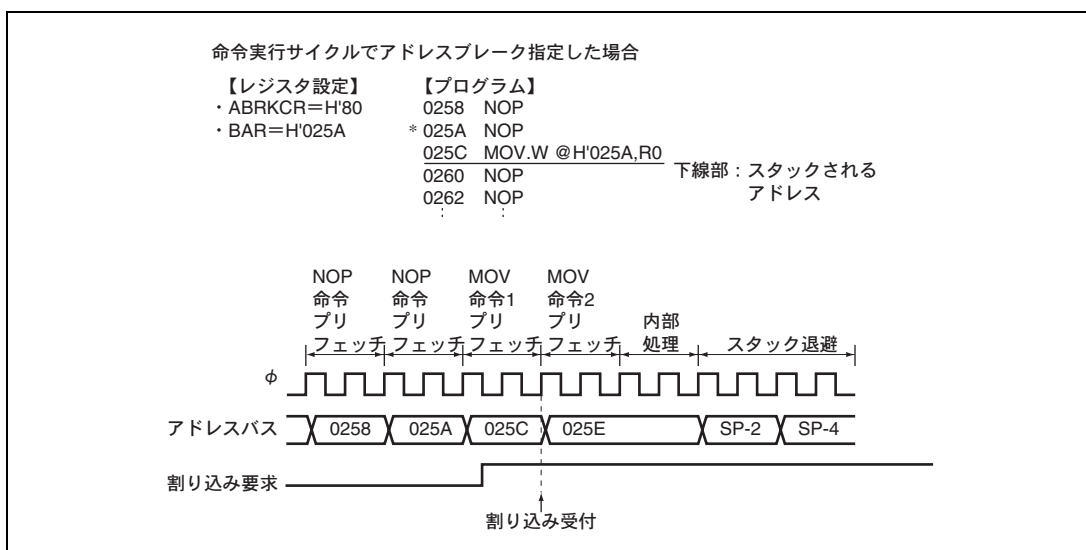 命令実行サイクルでアドレスブレーク指定した場合
【レジスタ設定】 【プログラム】
・ABRKCR＝H'80 0258 NOP
・BAR＝H'025A * 025A NOP
025C MOV.W @H'025A,R0
下線部：スタックされる
アドレス
0260 NOP
0262 NOP
： ：
NOP
命令
プリ
フェッチ
NOP
命令
プリ
フェッチ
MOV
命令1
プリ
フェッチ
MOV
命令2
プリ
フェッチ
内部
処理
スタック退避
φ
アドレスバス 0258 025A 025C 025E SP-2 SP-4
割り込み要求
割り込み受付